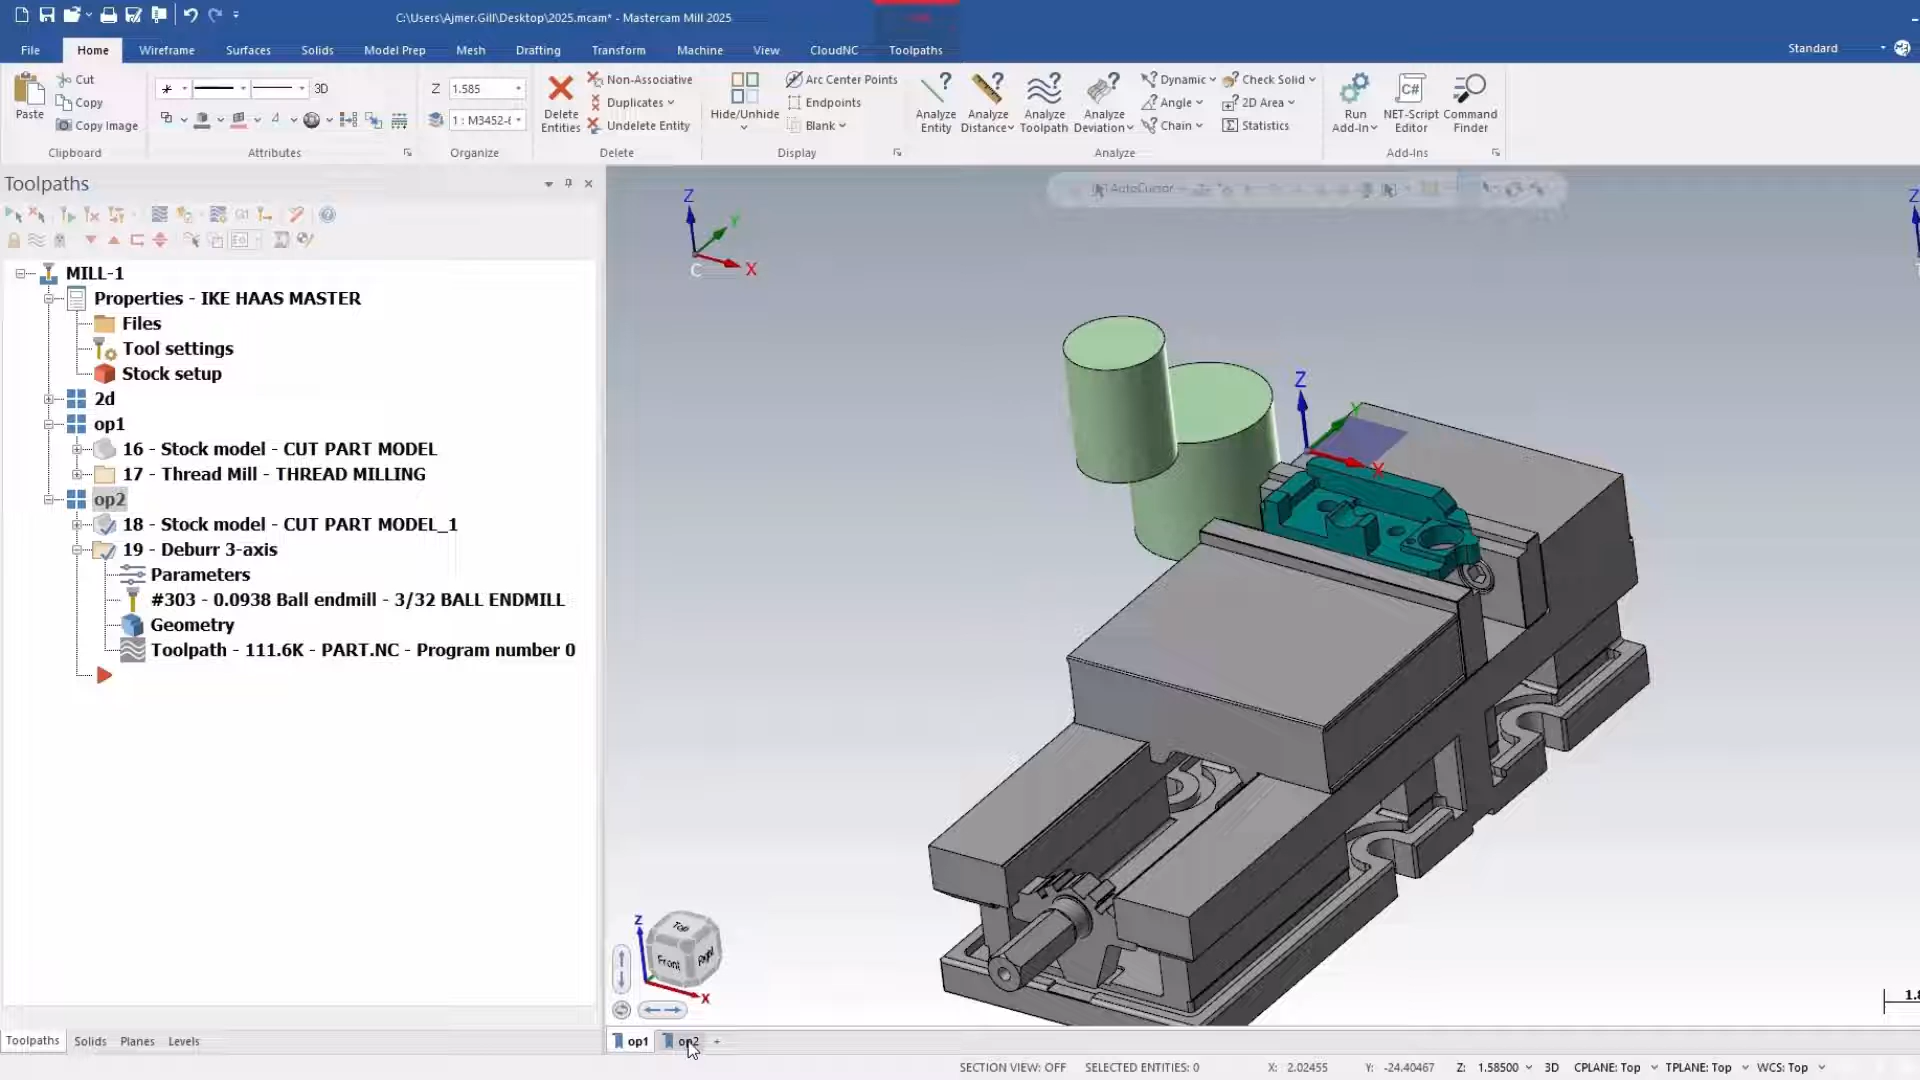 C:\Users\Ajmer.Gill\Desktop\2025.mcam* - Mastercam Mill 2025
File Home Wireframe Surfaces Solids Model Prep Mesh Drafting Transform Machine View CloudNC Toolpaths Standard
Paste Cut Copy Copy Image Clipboard
3D Attributes
Z 1.585
1 : M3452-
Organize
Delete Entities Non-Associative Duplicates Undelete Entity Delete
Hide/Unhide Arc Center Points Endpoints Blank Display
Analyze Entity Analyze Distance Analyze Toolpath Analyze Deviation Dynamic Angle Chain Check Solid 2D Area Statistics Analyze
Run Add-In NET-Script Editor Command Finder Add-Ins
Toolpaths
AutoCursor
MILL-1
Properties - IKE HAAS MASTER
Files
Tool settings
Stock setup
2d
op1
16 - Stock model - CUT PART MODEL
17 - Thread Mill - THREAD MILLING
op2
18 - Stock model - CUT PART MODEL_1
19 - Deburr 3-axis
Parameters
#303 - 0.0938 Ball endmill - 3/32 BALL ENDMILL
Geometry
Toolpath - 111.6K - PART.NC - Program number 0
Z Y X C
Z Y X
Z
Z Top Front Right X
Toolpaths Solids Planes Levels
op1 op2 +
SECTION VIEW: OFF SELECTED ENTITIES: 0 X: 2.02455 Y: -24.40467 Z: 1.58500 3D CPLANE: Top TPLANE: Top WCS: Top